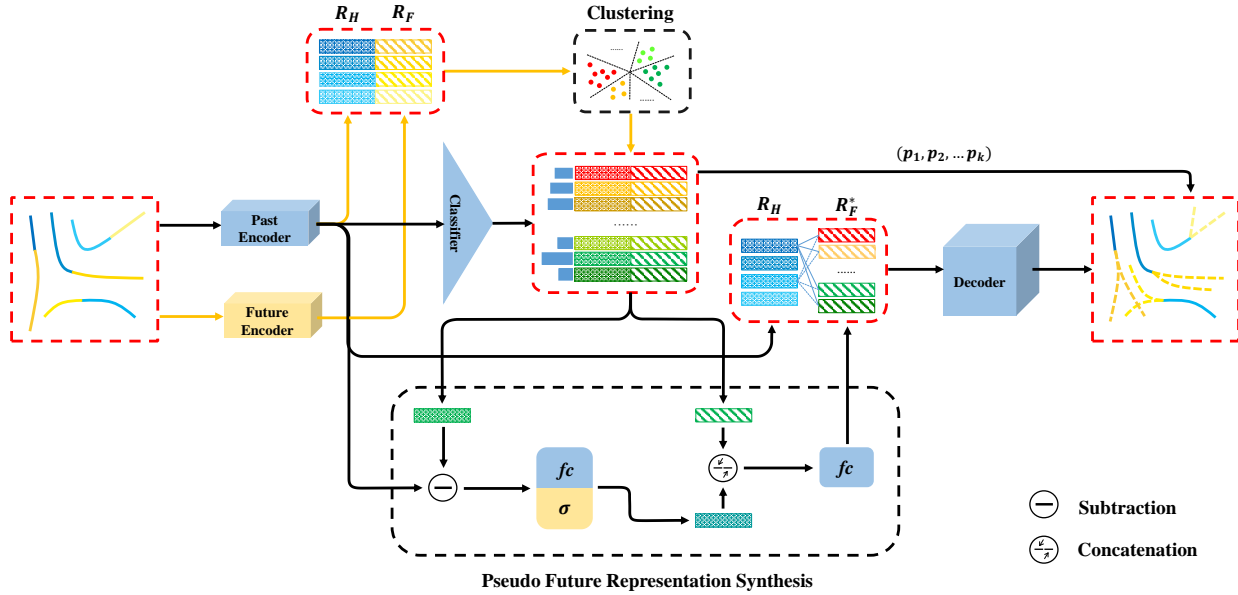 R_H R_F
Clustering
......
......
(p_1, p_2, ... p_k)
Past
Encoder
Classifier
......
R_H R_F^*
......
Decoder
Future
Encoder
fc
σ
fc
Subtraction
Concatenation
Pseudo Future Representation Synthesis